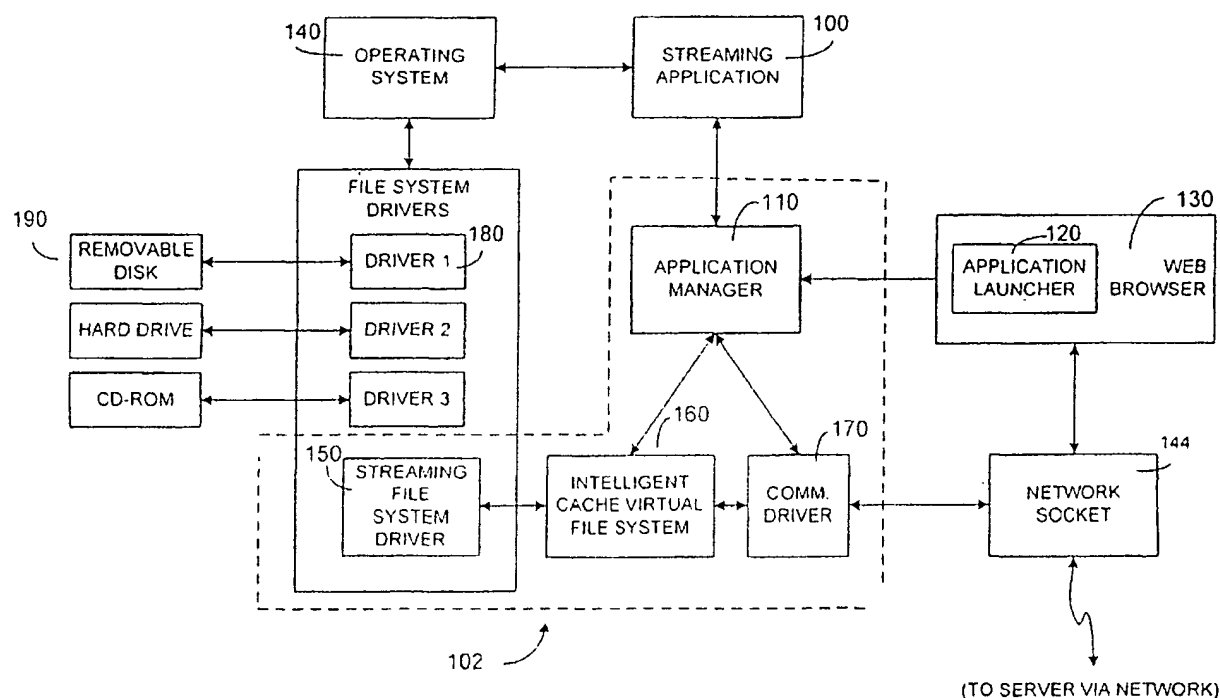 140
OPERATING
SYSTEM
100
STREAMING
APPLICATION
FILE SYSTEM
DRIVERS
190
REMOVABLE
DISK
DRIVER 1
180
HARD DRIVE
DRIVER 2
CD-ROM
DRIVER 3
110
APPLICATION
MANAGER
130
120
APPLICATION
LAUNCHER
WEB
BROWSER
150
STREAMING
FILE
SYSTEM
DRIVER
160
INTELLIGENT
CACHE VIRTUAL
FILE SYSTEM
170
COMM.
DRIVER
144
NETWORK
SOCKET
102
(TO SERVER VIA NETWORK)